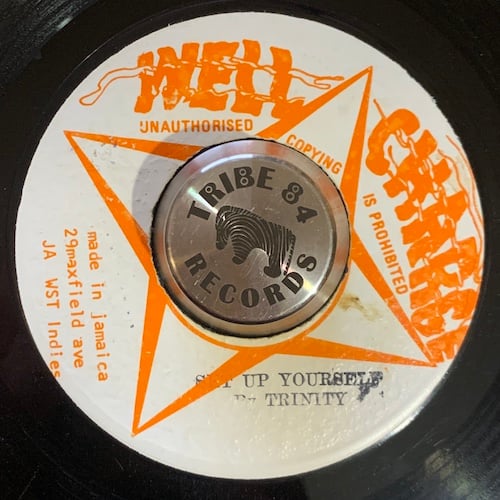 WELL
CHARGE
UNAUTHORISED
COPYING
IS PROHIBITED
TRIBE 84
RECORDS
made in jamaica
29maxfield ave
JA WST Indies
UP YOURSELF
By TRINITY